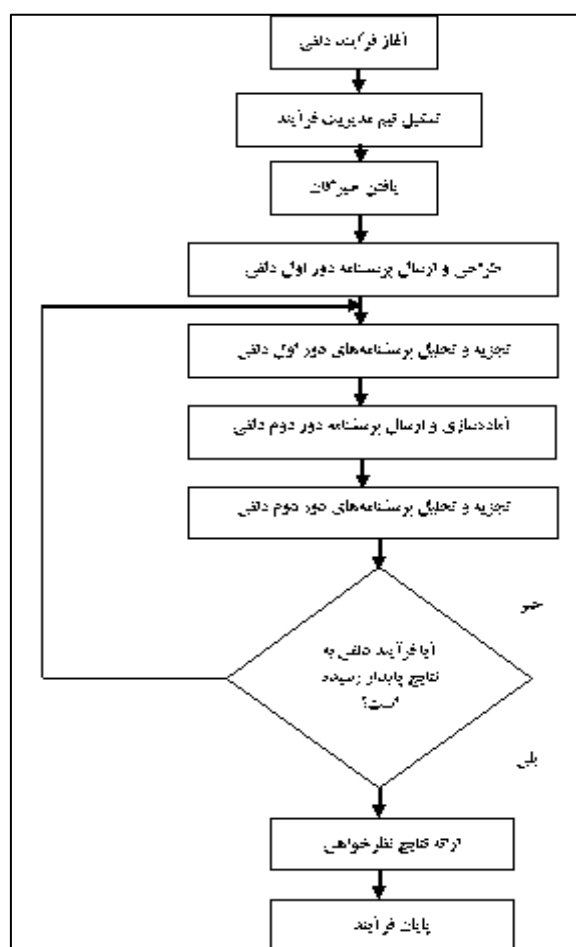 آغاز فرآیند دلفی
تشکیل تیم مدیریت فرآیند
یافتن خبرگان
طراحی و ارسال پرسشنامه دور اول دلفی
تجزیه و تحلیل پرسشنامه‌های دور اول دلفی
آماده‌سازی و ارسال پرسشنامه دور دوم دلفی
تجزیه و تحلیل پرسشنامه‌های دور دوم دلفی
خیر
آیا فرآیند دلفی به
نتایج پایدار رسیده
است؟
بلی
ارائه نتایج نظرخواهی
پایان فرآیند